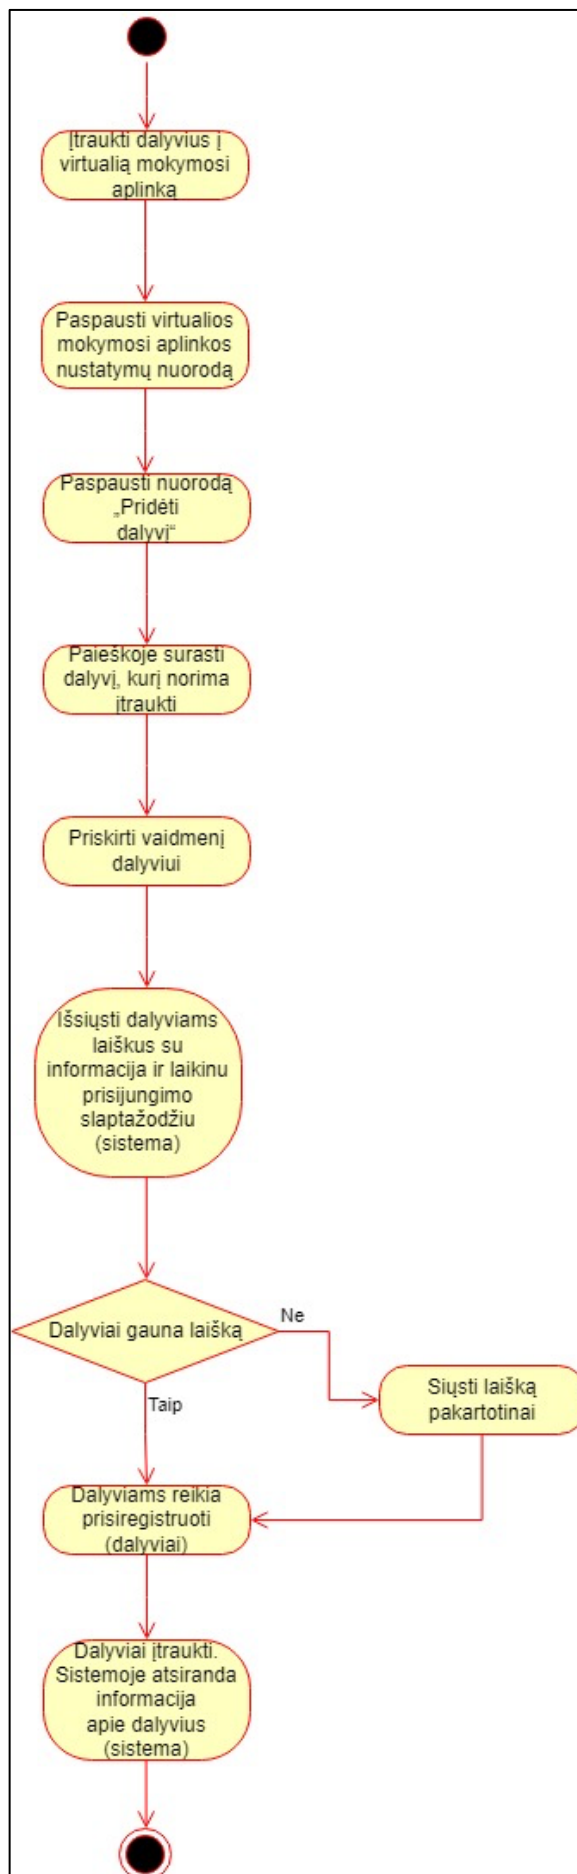 Įtraukti dalyvius į
virtualią mokymosi
aplinką
Paspausti virtualios
mokymosi aplinkos
nustatymų nuorodą
Paspausti nuorodą
„Pridėti
dalyvį“
Paieškoje surasti
dalyvį, kurį norima
įtraukti
Priskirti vaidmenį
dalyviui
Išsiųsti dalyviams
laiškus su
informacija ir laikinu
prisijungimo
slaptažodžiu
(sistema)
Dalyviai gauna laišką
Ne
Siųsti laišką
pakartotinai
Taip
Dalyviams reikia
prisiregistruoti
(dalyviai)
Dalyviai įtraukti.
Sistemoje atsiranda
informacija
apie dalyvius
(sistema)